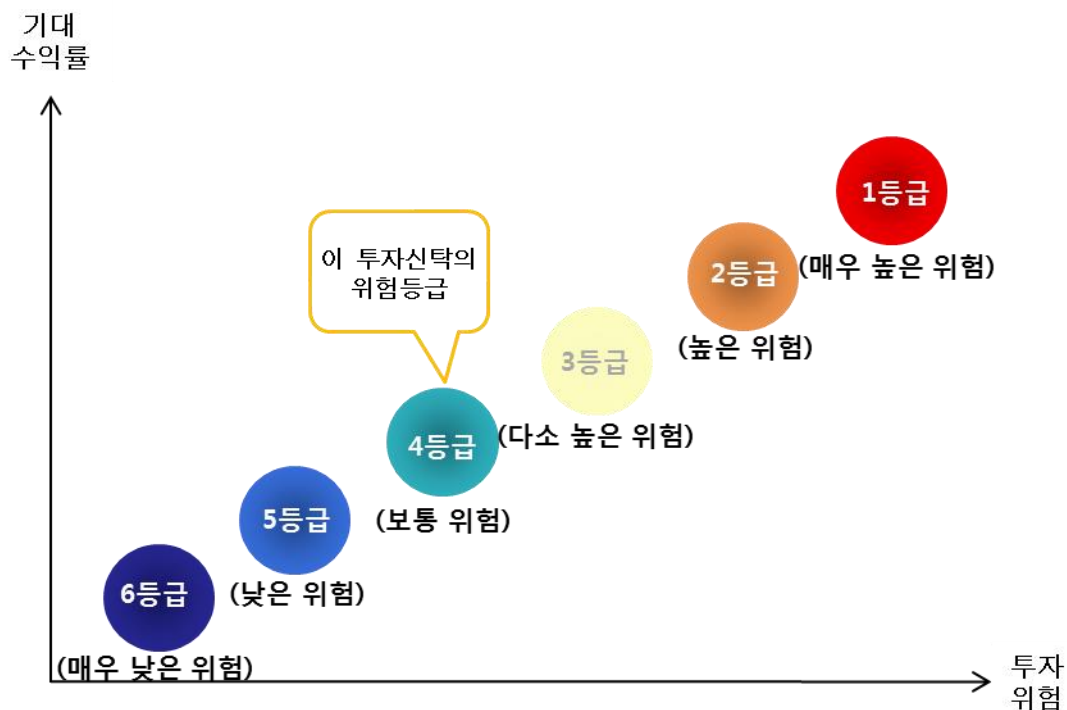 기대
수익률
1등급
(매우 높은 위험)
이 투자신탁의
위험등급
2등급
(높은 위험)
3등급
(다소 높은 위험)
4등급
(보통 위험)
5등급
(낮은 위험)
6등급
(매우 낮은 위험)
투자
위험